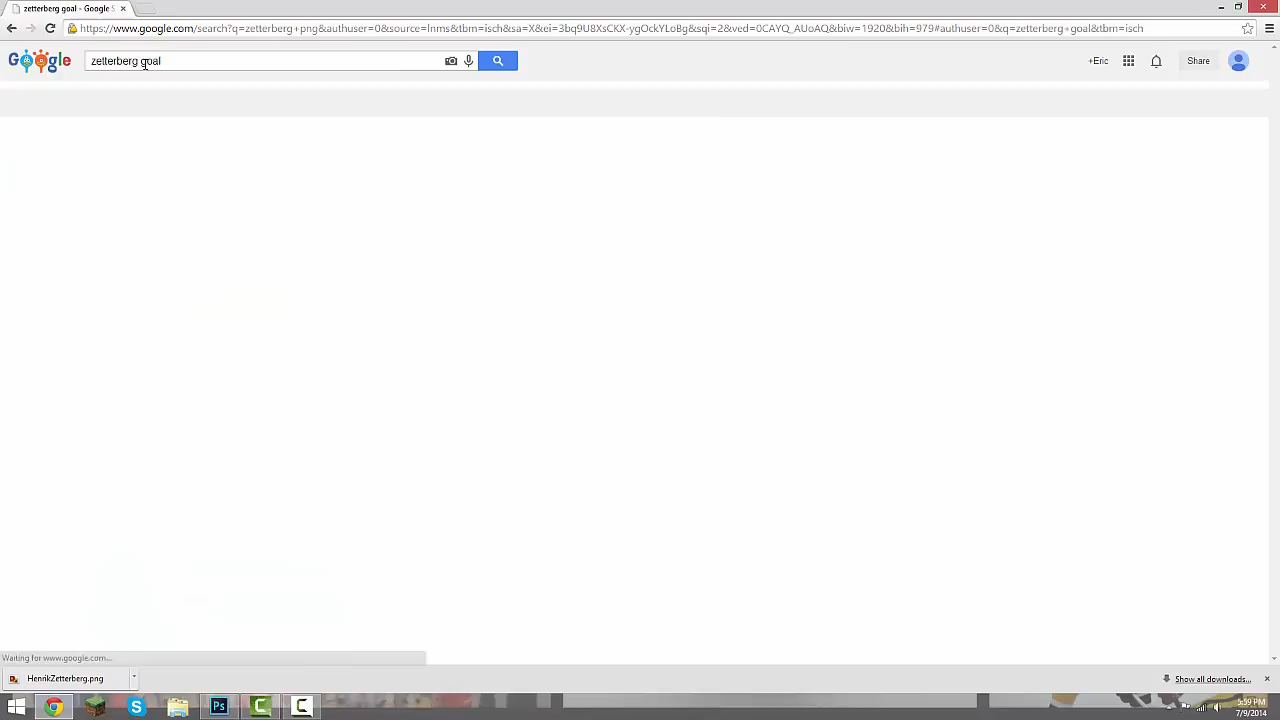 zetterberg goal - Google S
https://www.google.com/search?q=zetterberg+png&authuser=0&source=lnms&tbm=isch&sa=X&ei=3bq9U8XsCKX-ygOckYLoBg&sqi=2&ved=0CAYQ_AUoAQ&biw=1920&bih=979#authuser=0&q=zetterberg+goal&tbm=isch
Google
zetterberg goal
+Eric
Share
Waiting for www.google.com...
HenrikZetterberg.png
Show all downloads...
Ps
5:59 PM
7/9/2014